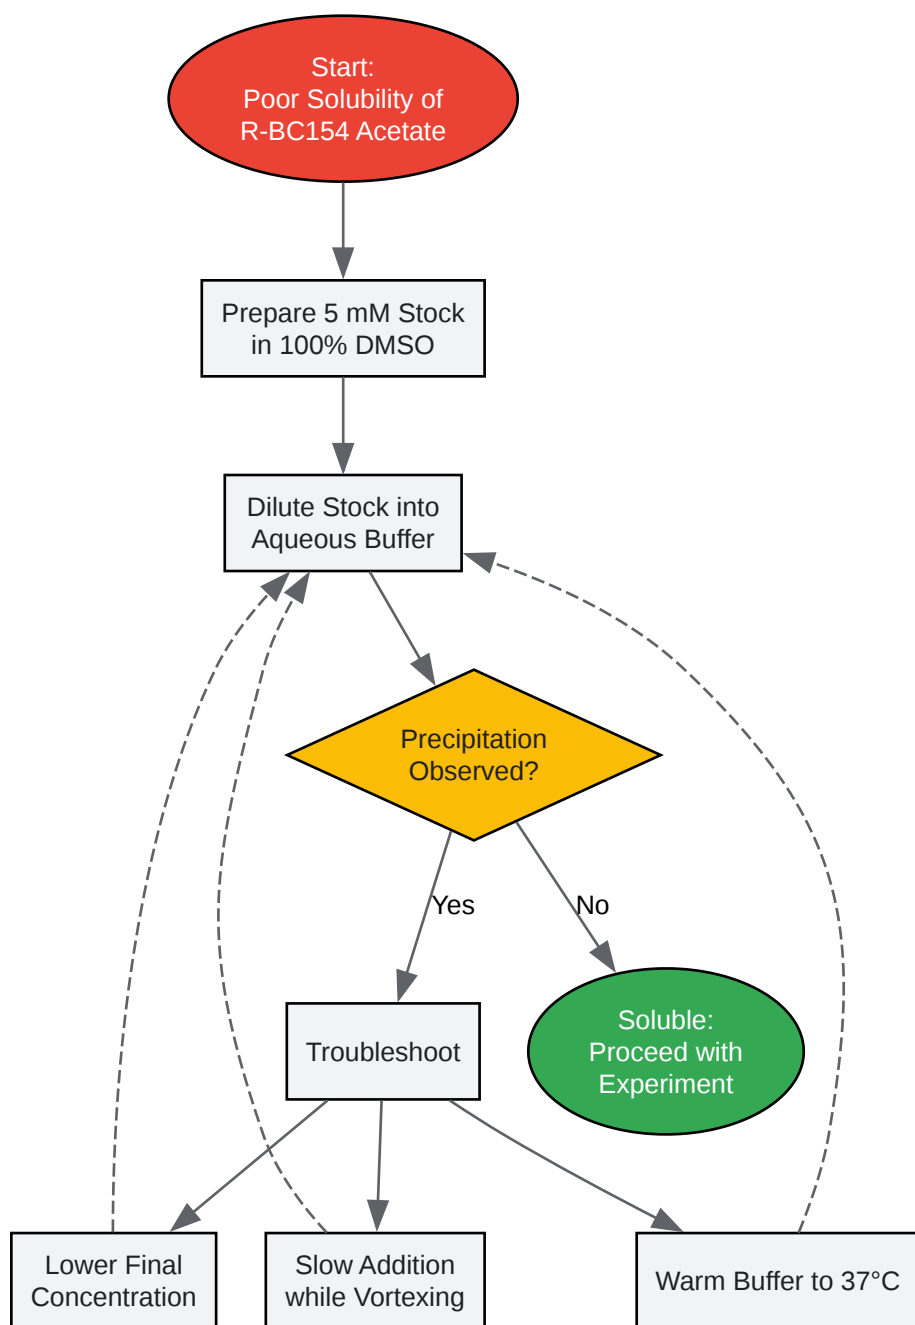 Start:
Poor Solubility of
R-BC154 Acetate
Prepare 5 mM Stock
in 100% DMSO
Dilute Stock into
Aqueous Buffer
Precipitation
Observed?
Yes
No
Troubleshoot
Soluble:
Proceed with
Experiment
Lower Final
Concentration
Slow Addition
while Vortexing
Warm Buffer to 37°C